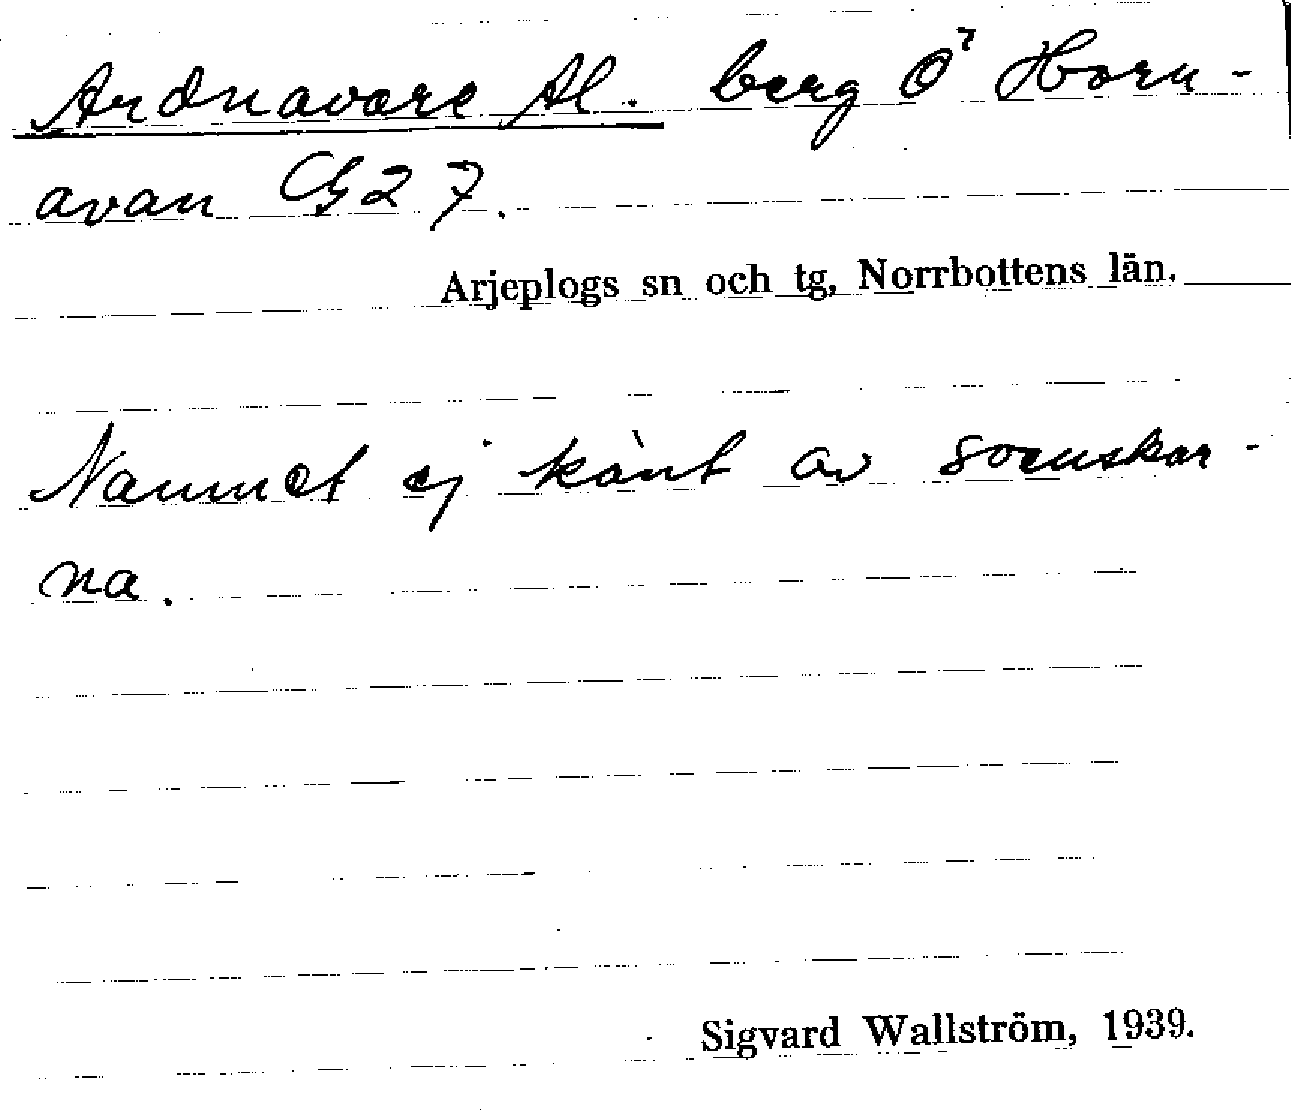 Ardnavare Al. berg Ö Horn-
avan G27.
Arjeplogs sn och tg, Norrbottens län.
Namnet ej känt av svenskar-
na.
Sigvard Wallström, 1939.